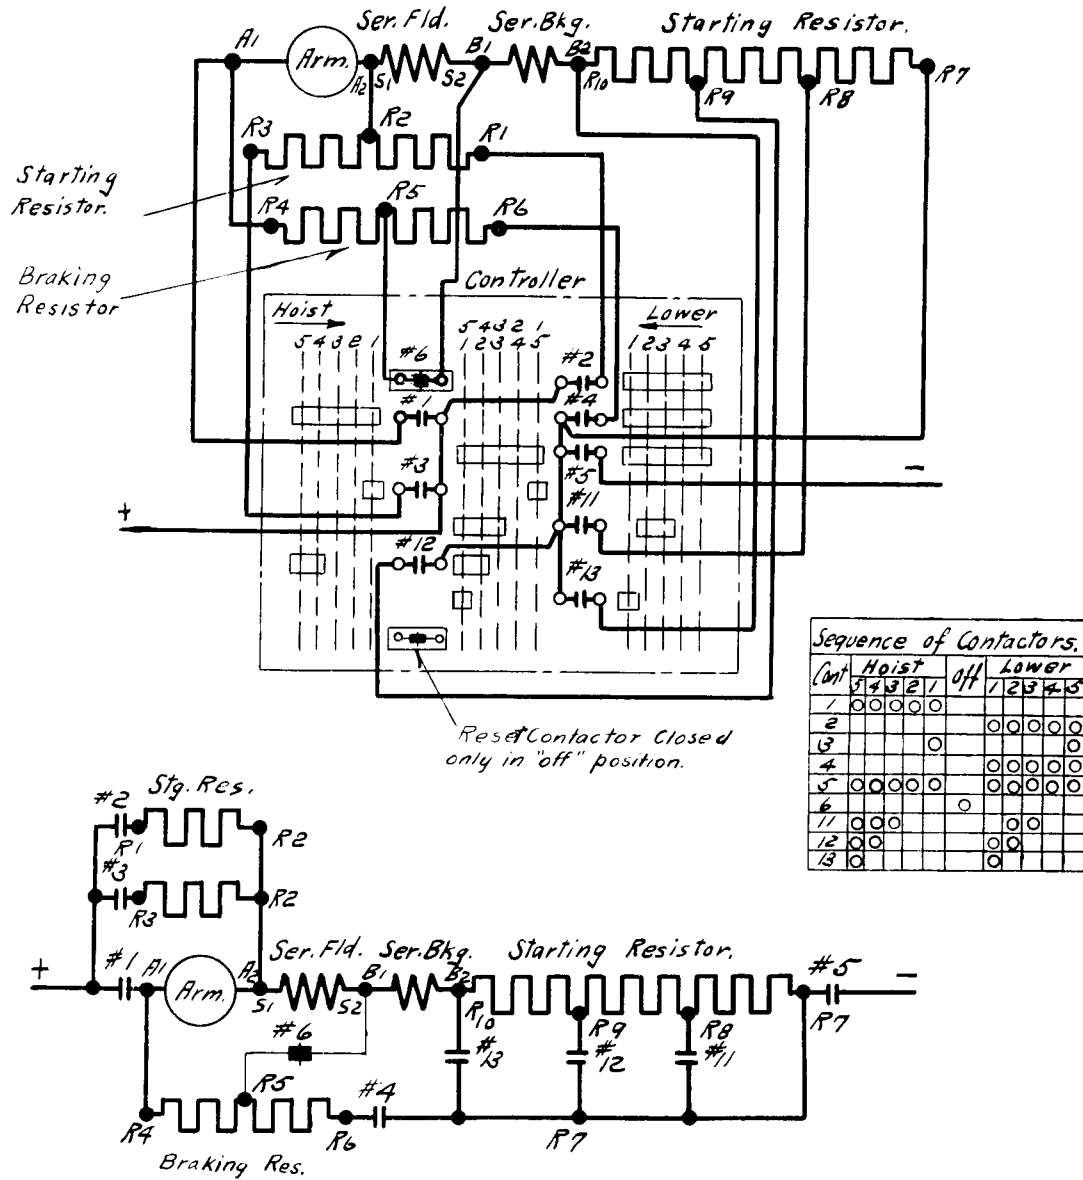 Ser. Fld. Ser. Bkg. Starting Resistor.
A1 Arm. A2 S1 S2 B1 B2 R10 R9 R8 R7
R3 R2 R1
Starting
Resistor.
R4 R5 R6
Braking
Resistor
Controller
Hoist
Lower
5 4 3 2 1
5 4 3 2 1
1 2 3 4 5
1 2 3 4 5
#6 #2
#1 #4
#3 #5 −
#11
+
#12
#13
Reset Contactor Closed
only in "off" position.
Sequence of Contactors.
Cont Hoist Off Lower
5 4 3 2 1 1 2 3 4 5
1 O O O O O
2 O O O O O
3 O O
4 O O O O O
5 O O O O O O O O O O
6 O
11 O O O O O
12 O O O O
13 O O
Stg. Res.
#2 R1 R2
#3 R3 R2
Ser. Fld. Ser. Bkg. Starting Resistor.
+ #1 A1 Arm. A2 S1 S2 B1 B2 R10 R9 R8 R7 #5 −
#6 #13 #12 #11
R4 R5 R6 #4 R7
Braking Res.